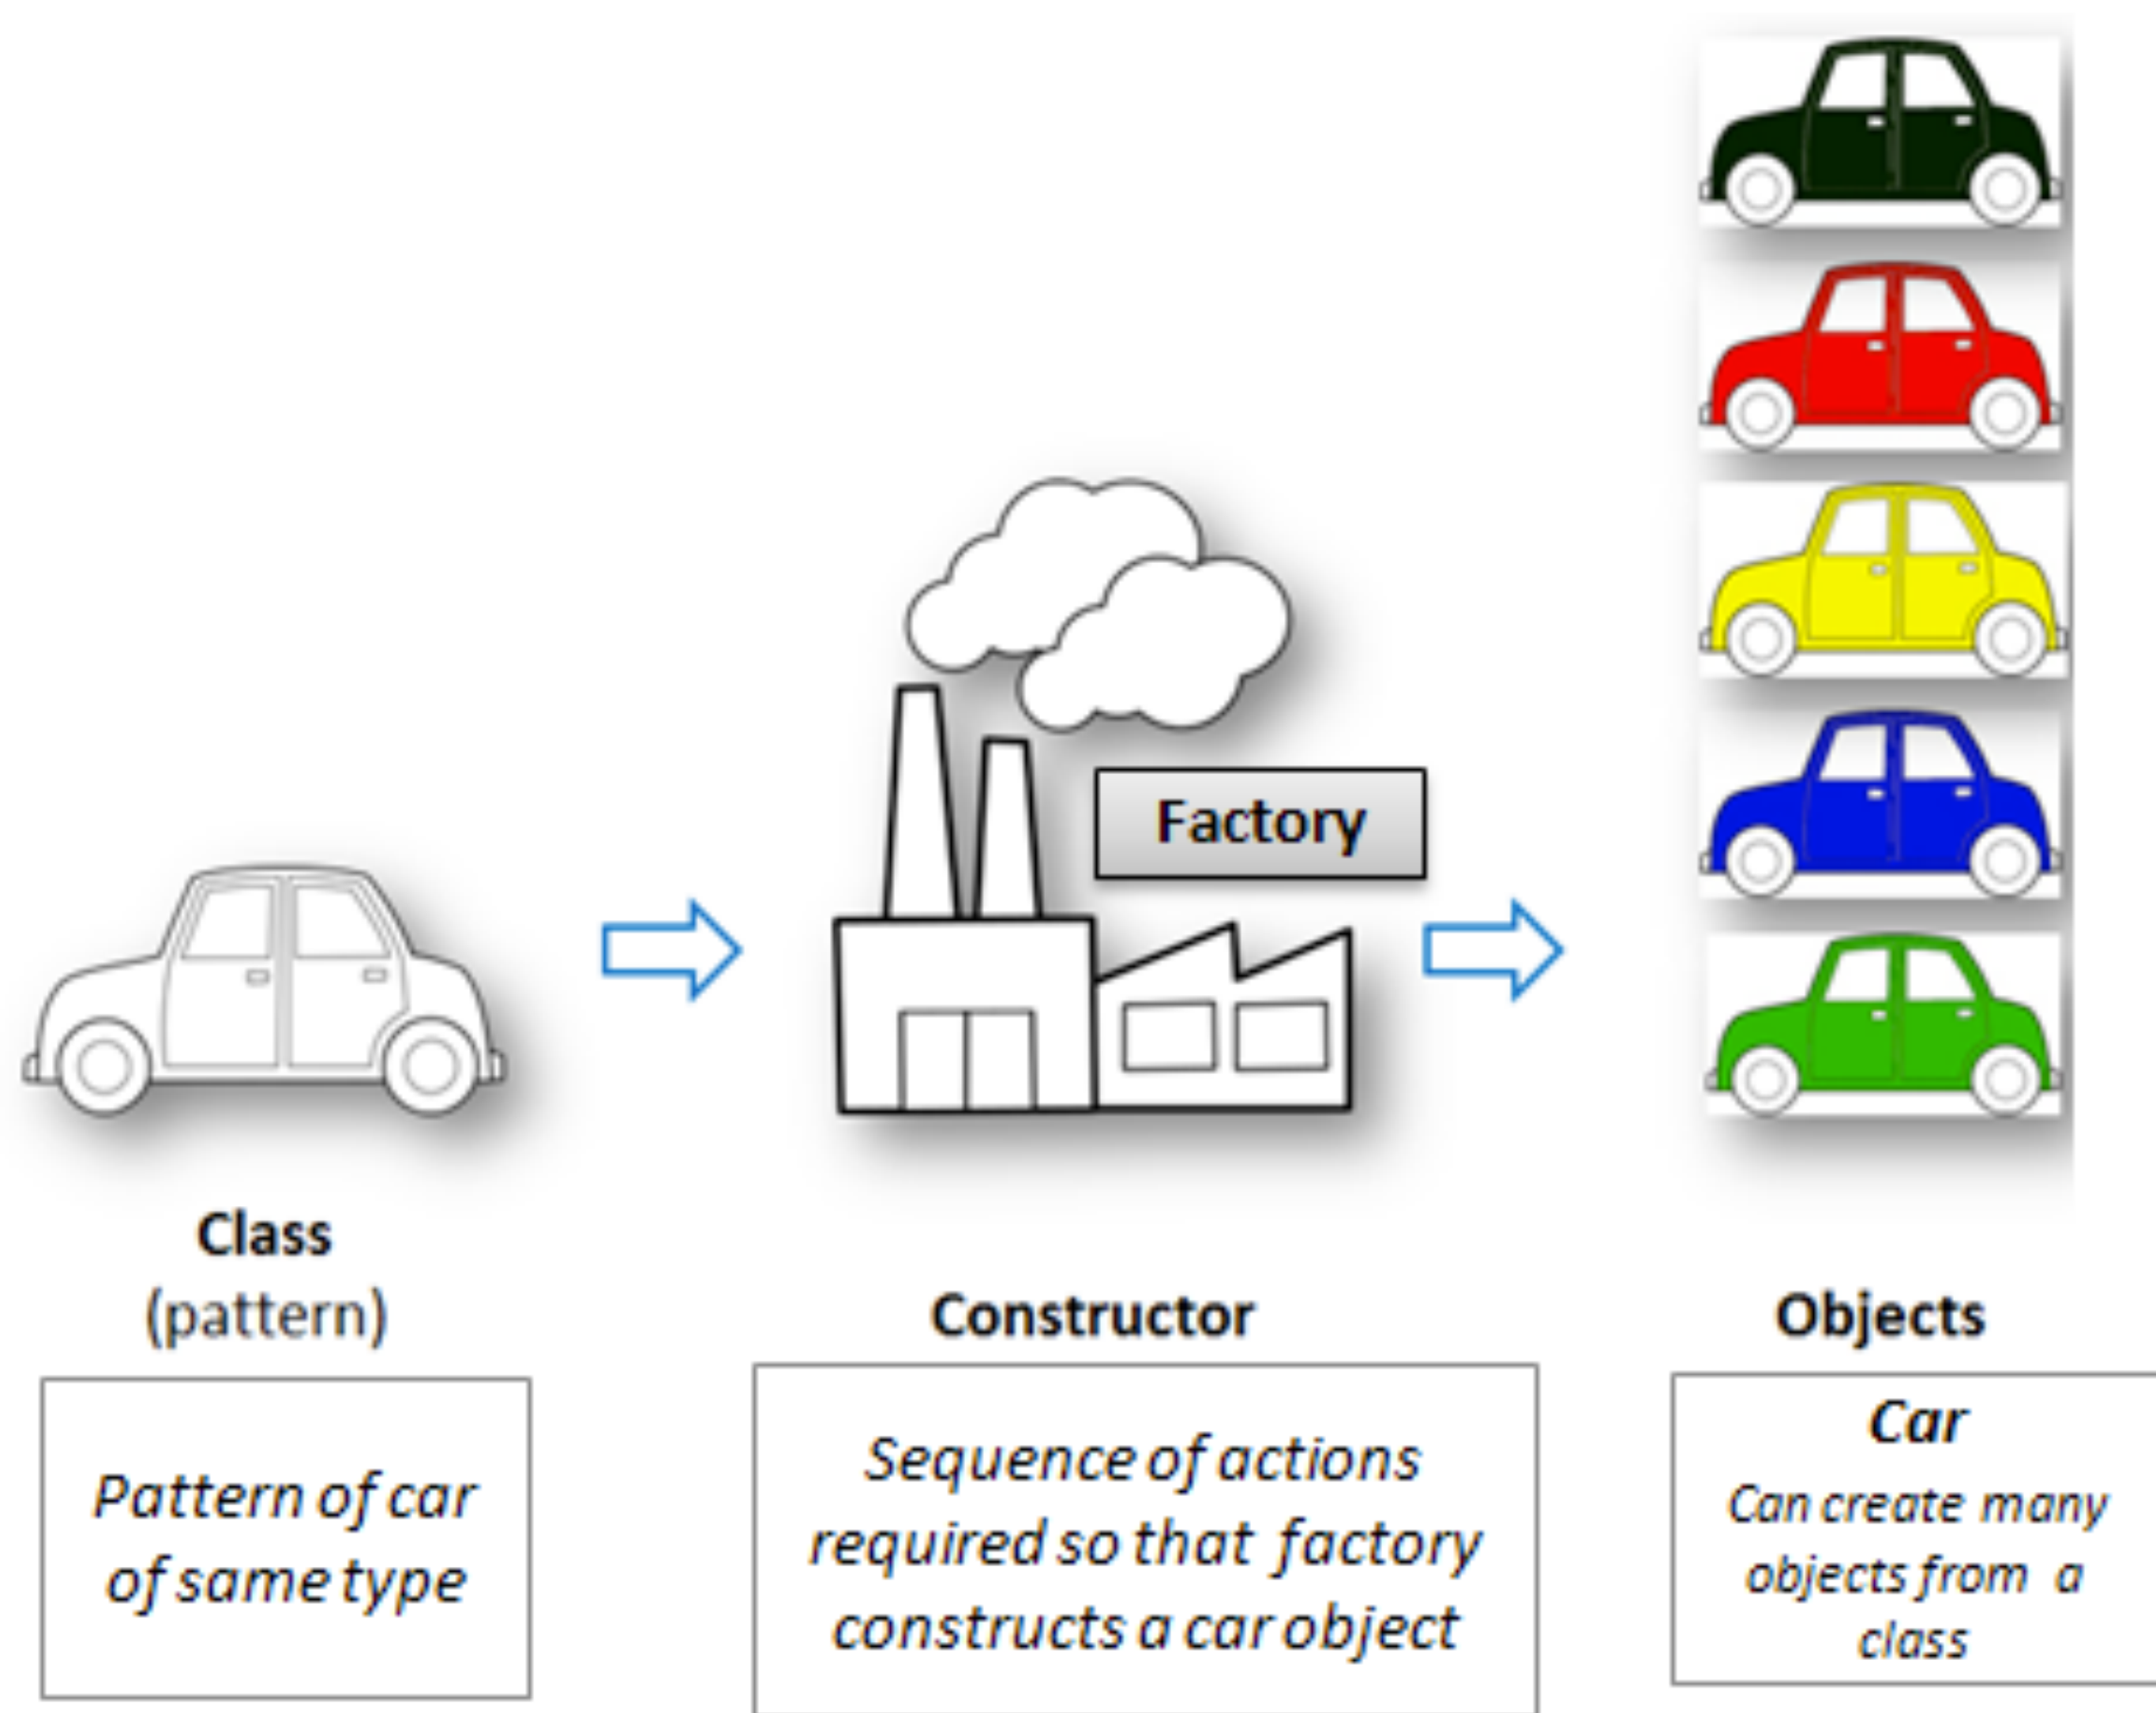 Factory
Class
(pattern)
Pattern of car
of same type
Constructor
Sequence of actions
required so that factory
constructs a car object
Objects
Car
Can create many
objects from a
class